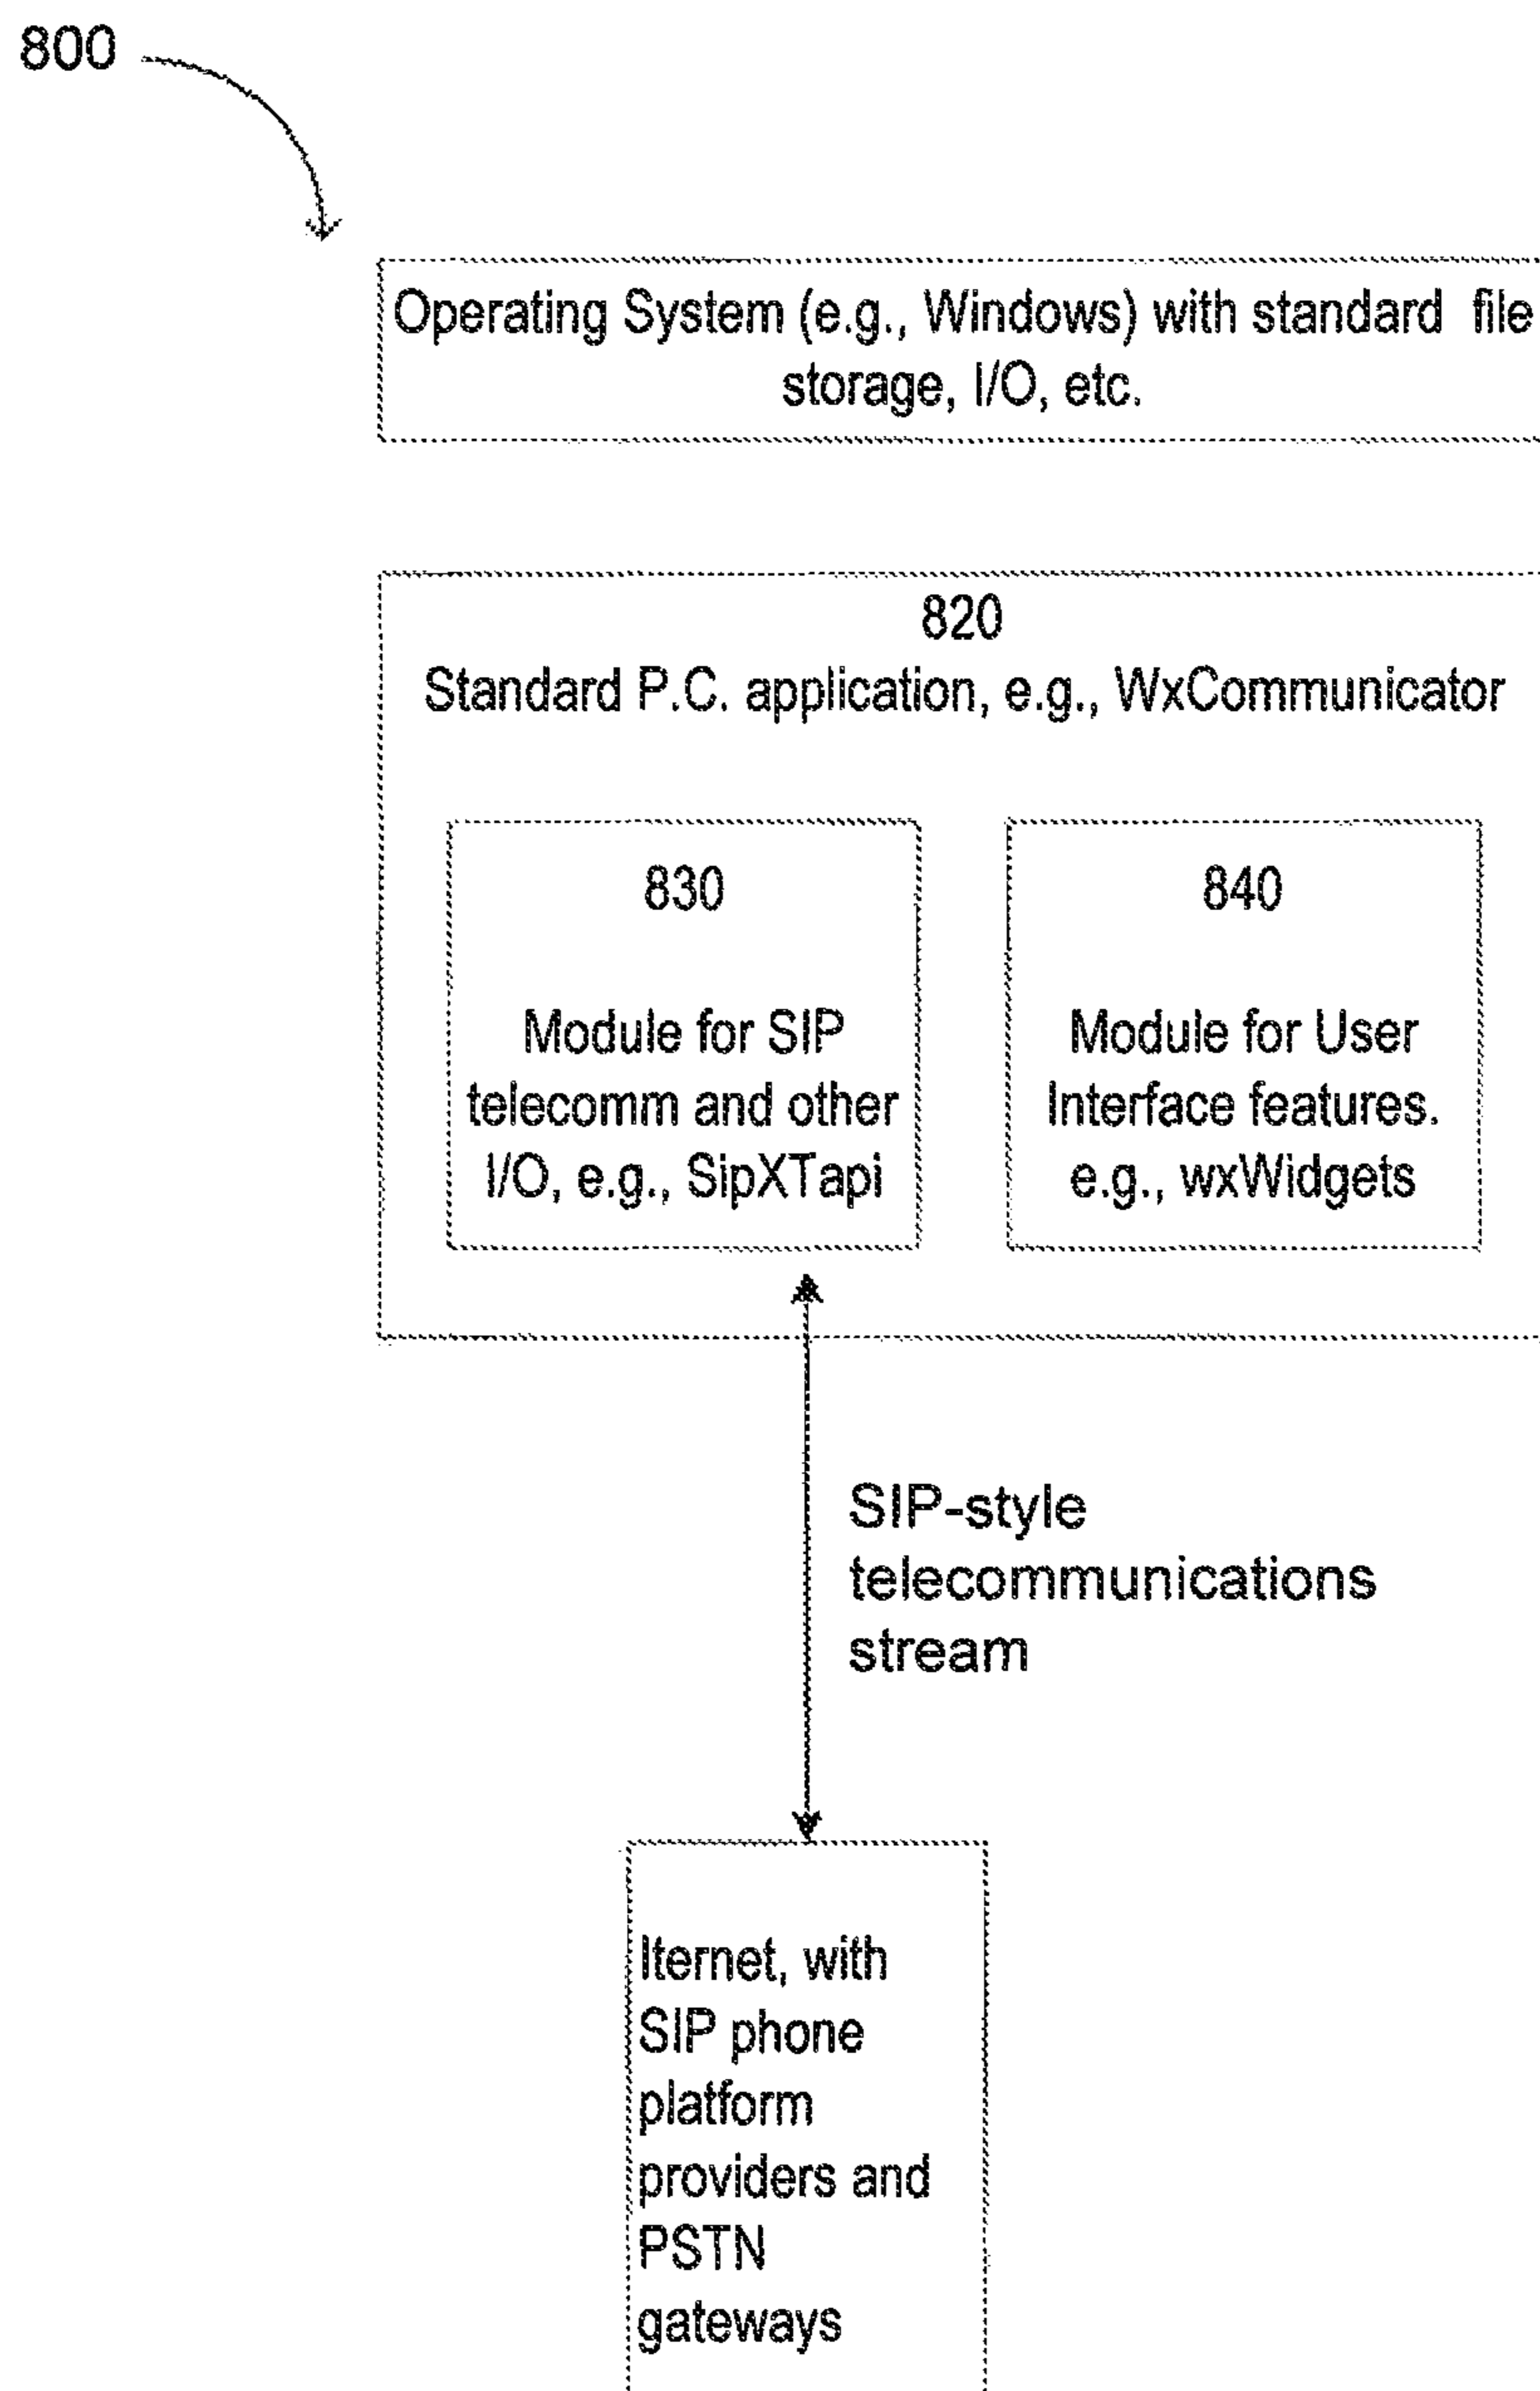 800
Operating System (e.g., Windows) with standard file
storage, I/O, etc.
820
Standard P.C. application, e.g., WxCommunicator
830
Module for SIP
telecomm and other
I/O, e.g., SipXTapi
840
Module for User
Interface features.
e.g., wxWidgets
SIP-style
telecommunications
stream
Iternet, with
SIP phone
platform
providers and
PSTN
gateways